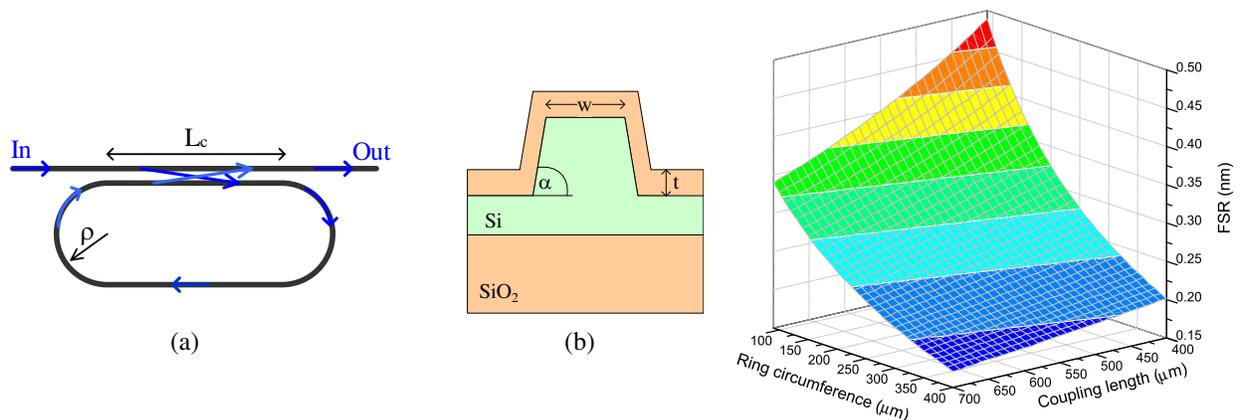 In
Lc
Out
ρ
(a)
w
α
t
Si
SiO2
(b)
0.50
0.45
0.40
0.35
0.30
0.25
0.20
0.15
FSR (nm)
100
150
200
250
300
350
400
Ring circumference (μm)
700
650
600
550
500
450
400
Coupling length (μm)